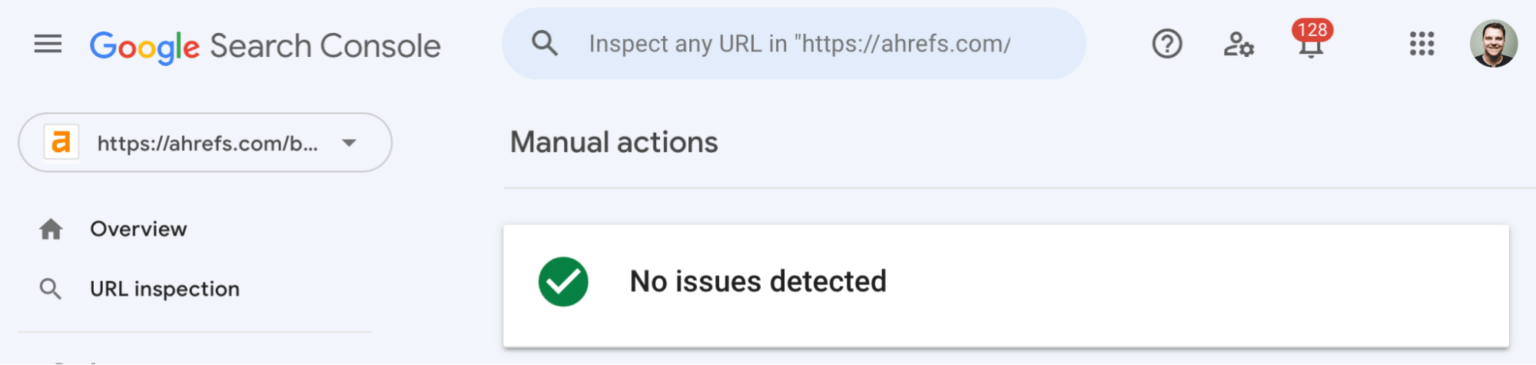 Google Search Console
Inspect any URL in "https://ahrefs.com/
128
a https://ahrefs.com/b...
Manual actions
Overview
No issues detected
URL inspection